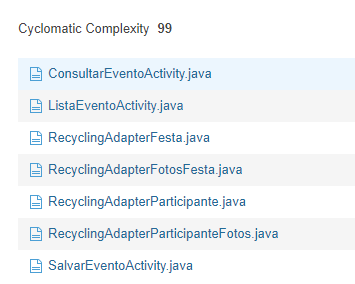 Cyclomatic Complexity 99
ConsultarEventoActivity.java
ListaEventoActivity.java
RecyclingAdapterFesta.java
RecyclingAdapterFotosFesta.java
RecyclingAdapterParticipante.java
RecyclingAdapterParticipanteFotos.java
SalvarEventoActivity.java